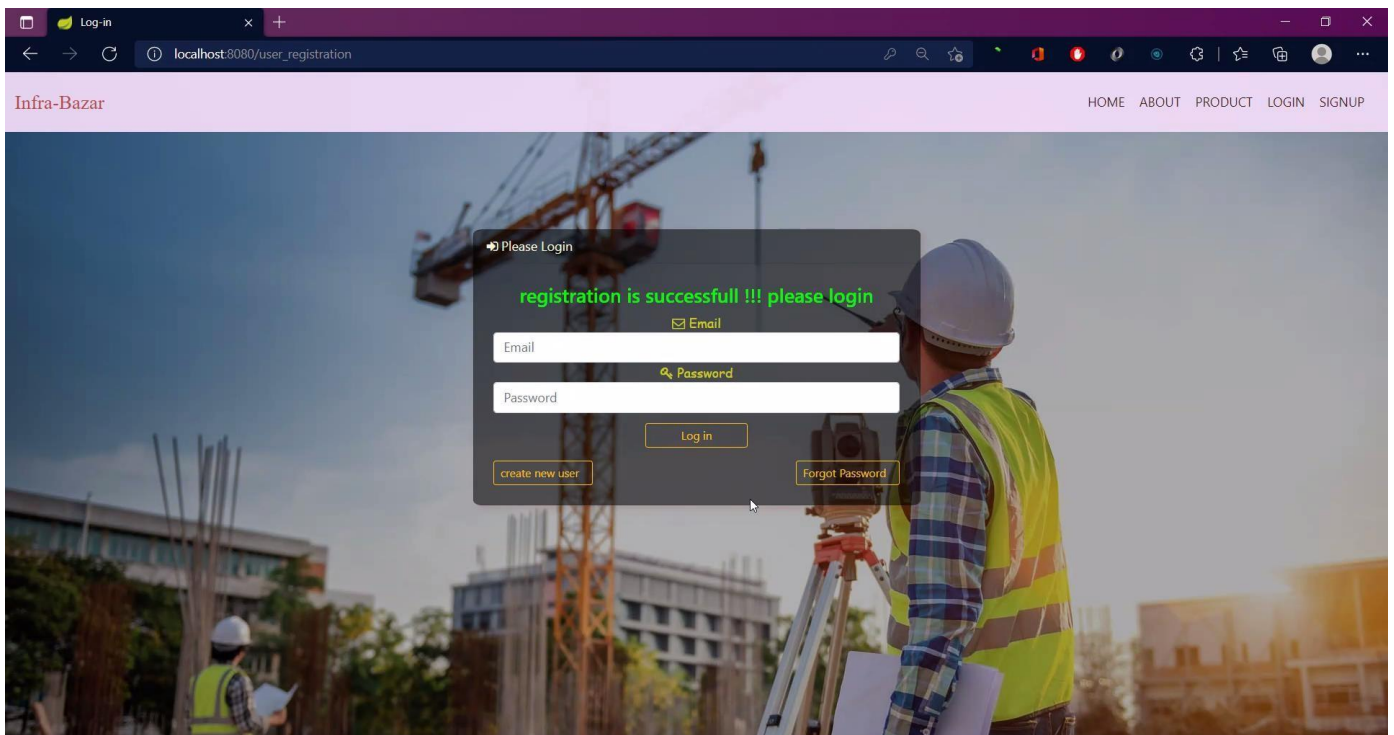 Log-in
localhost:8080/user_registration
Infra-Bazar
HOME ABOUT PRODUCT LOGIN SIGNUP
Please Login
registration is successfull !!! please login
Email
Email
Password
Password
Log in
create new user Forgot Password